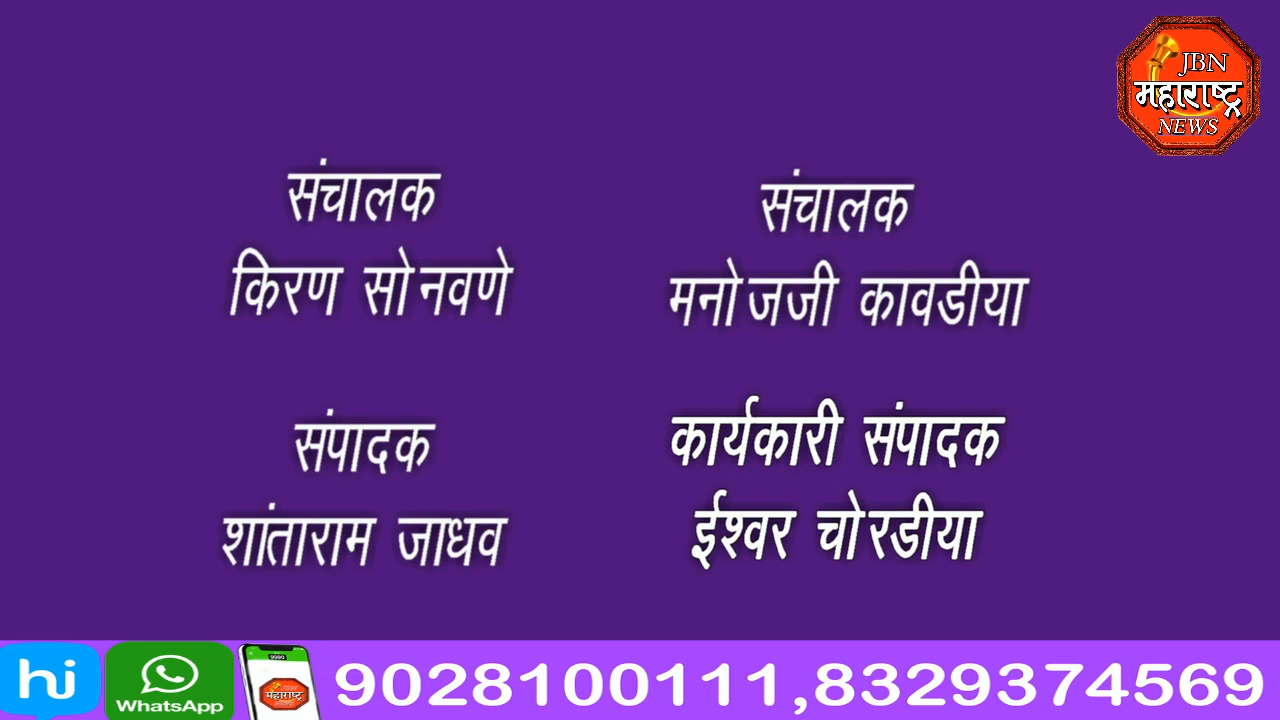 JBN
महाराष्ट्र
NEWS
संचालक
किरण सोनवणे
संचालक
मनोजजी कावडीया
संपादक
शांताराम जाधव
कार्यकारी संपादक
ईश्वर चोरडीया
hi
WhatsApp
महाराष्ट्र
9028100111,8329374569